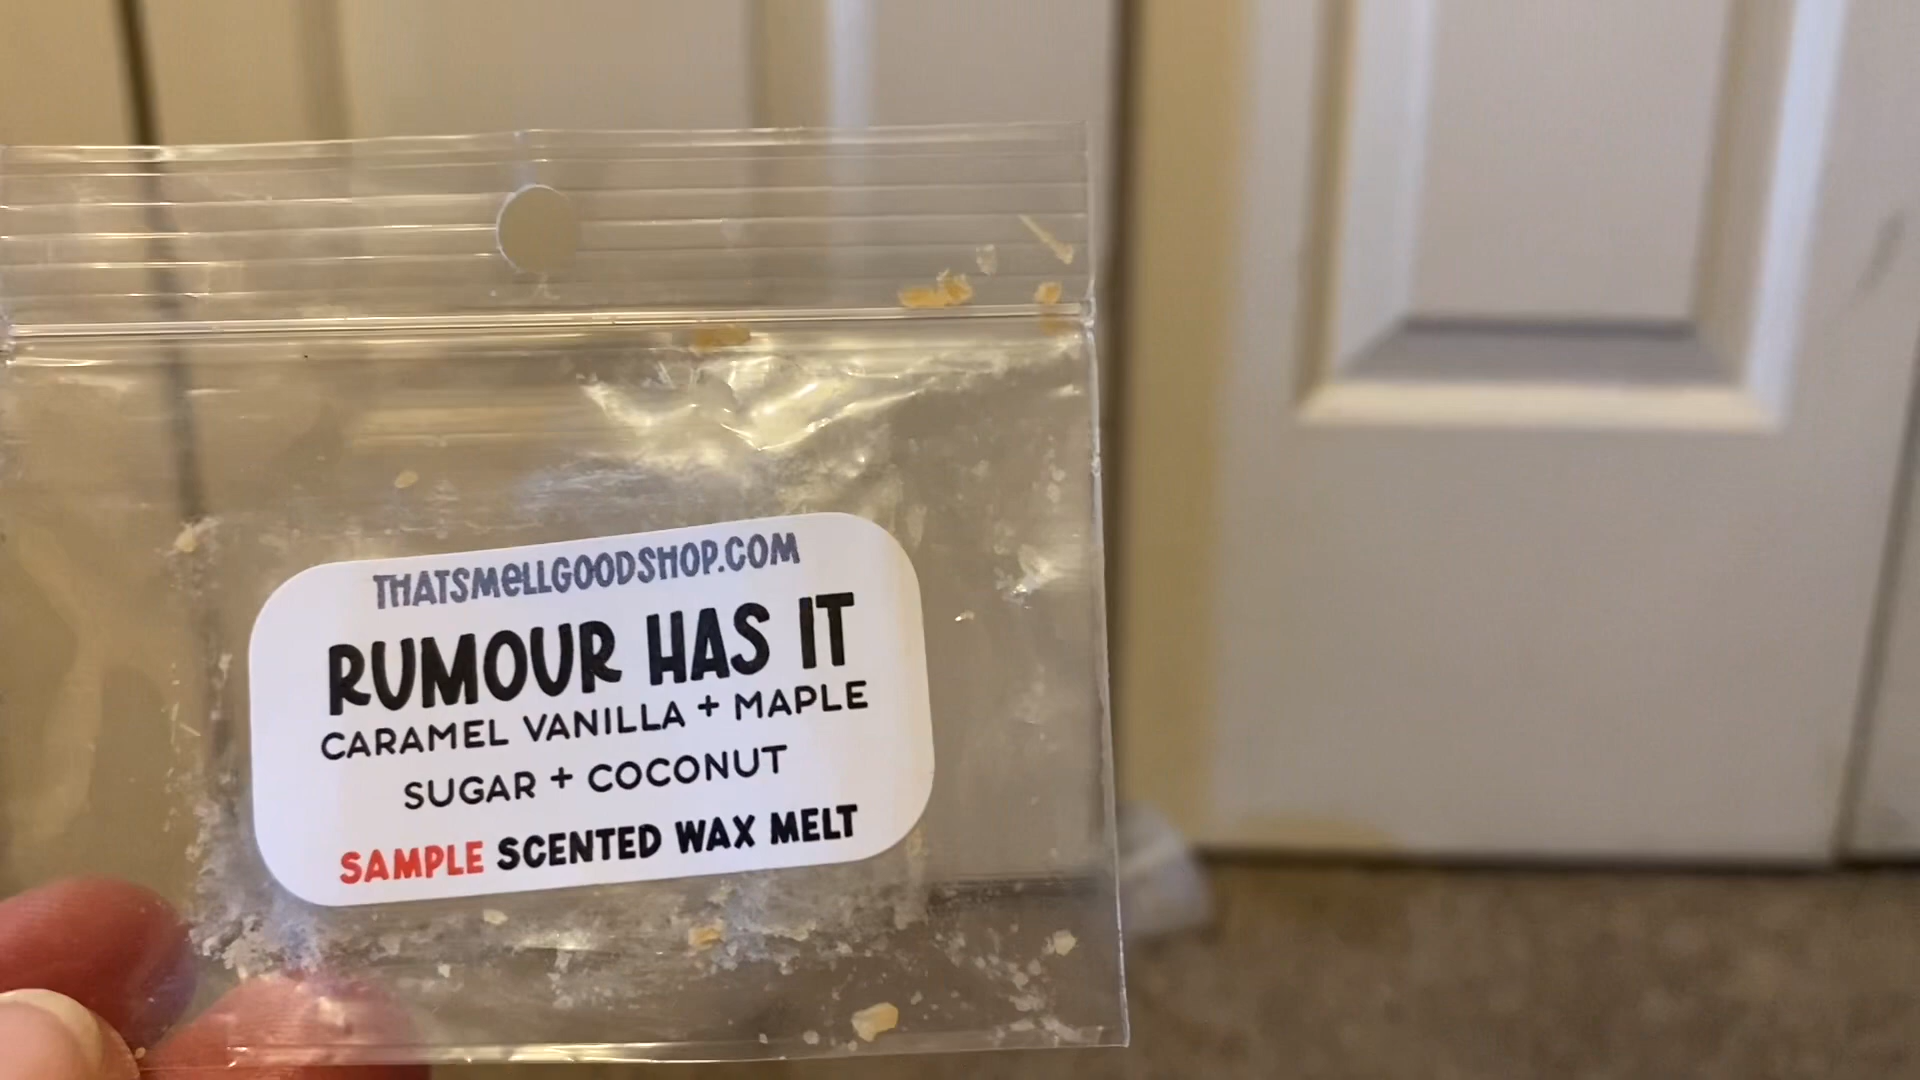 THATSMELLGOODSHOP.COM
RUMOUR HAS IT
CARAMEL VANILLA + MAPLE
SUGAR + COCONUT
SAMPLE SCENTED WAX MELT